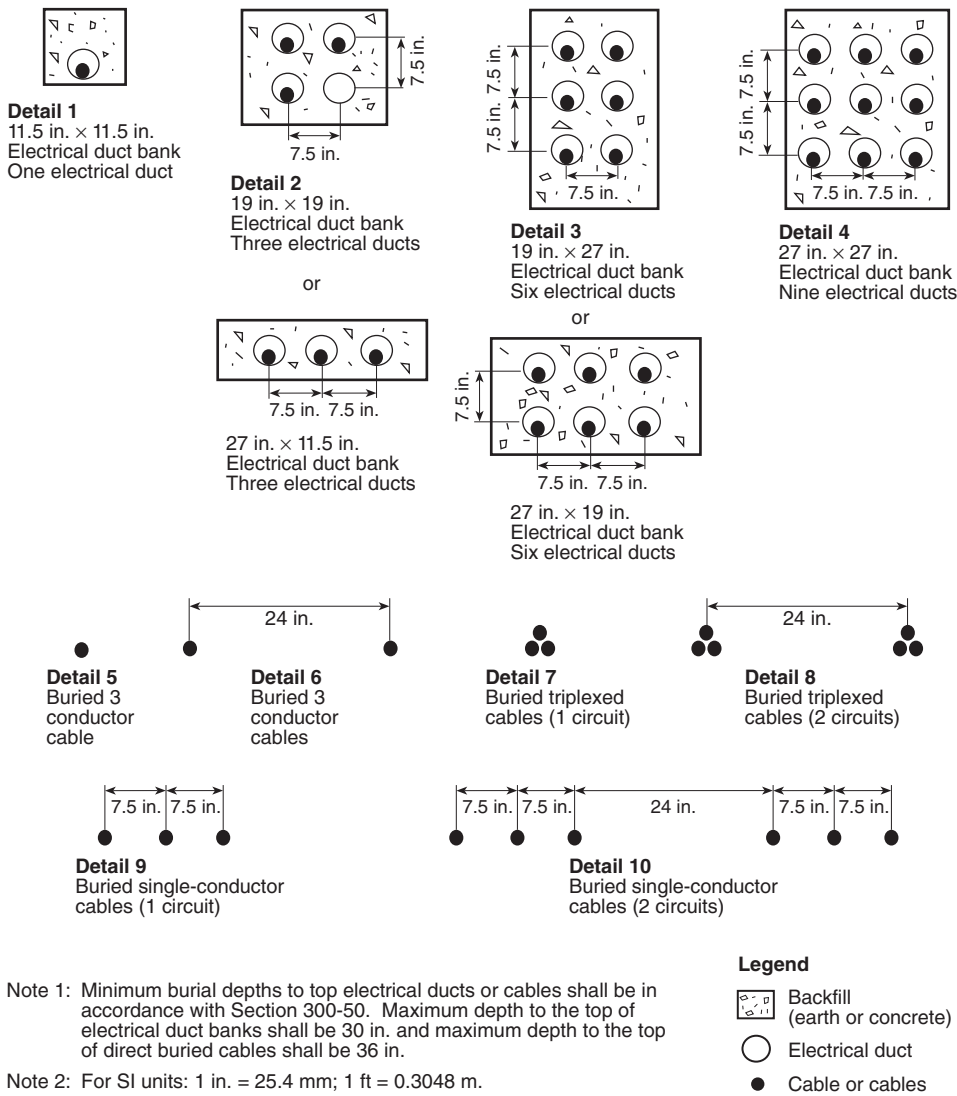 Detail 1
11.5 in. × 11.5 in.
Electrical duct bank
One electrical duct
7.5 in.
7.5 in.
Detail 2
19 in. × 19 in.
Electrical duct bank
Three electrical ducts
or
7.5 in. 7.5 in.
27 in. × 11.5 in.
Electrical duct bank
Three electrical ducts
7.5 in.
7.5 in.
7.5 in.
Detail 3
19 in. × 27 in.
Electrical duct bank
Six electrical ducts
or
7.5 in.
7.5 in. 7.5 in.
27 in. × 19 in.
Electrical duct bank
Six electrical ducts
7.5 in.
7.5 in.
7.5 in. 7.5 in.
Detail 4
27 in. × 27 in.
Electrical duct bank
Nine electrical ducts
Detail 5
Buried 3
conductor
cable
24 in.
Detail 6
Buried 3
conductor
cables
Detail 7
Buried triplexed
cables (1 circuit)
24 in.
Detail 8
Buried triplexed
cables (2 circuits)
7.5 in. 7.5 in.
Detail 9
Buried single-conductor
cables (1 circuit)
7.5 in. 7.5 in. 24 in. 7.5 in. 7.5 in.
Detail 10
Buried single-conductor
cables (2 circuits)
Note 1: Minimum burial depths to top electrical ducts or cables shall be in
accordance with Section 300-50. Maximum depth to the top of
electrical duct banks shall be 30 in. and maximum depth to the top
of direct buried cables shall be 36 in.
Note 2: For SI units: 1 in. = 25.4 mm; 1 ft = 0.3048 m.
Legend
Backfill
(earth or concrete)
Electrical duct
Cable or cables